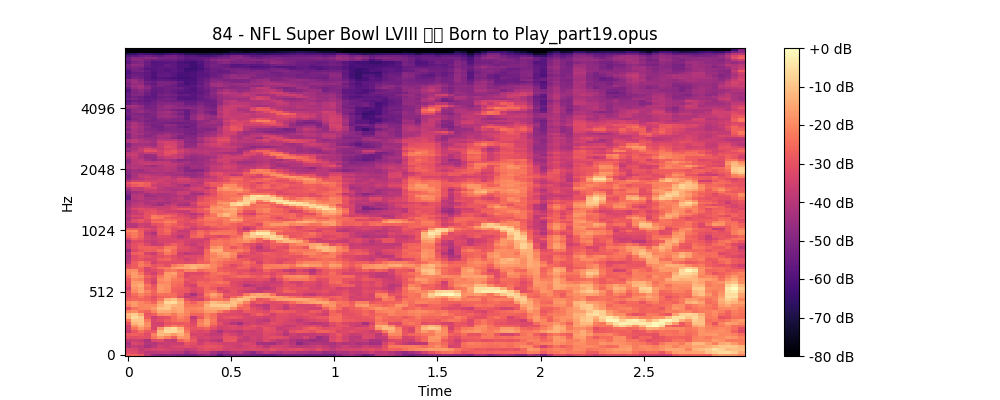 84 - NFL Super Bowl LVIII Born to Play_part19.opus
+0 dB
4096
-10 dB
-20 dB
2048
-30 dB
Hz
-40 dB
1024
-50 dB
512
-60 dB
-70 dB
0
-80 dB
0 0.5 1 1.5 2 2.5
Time